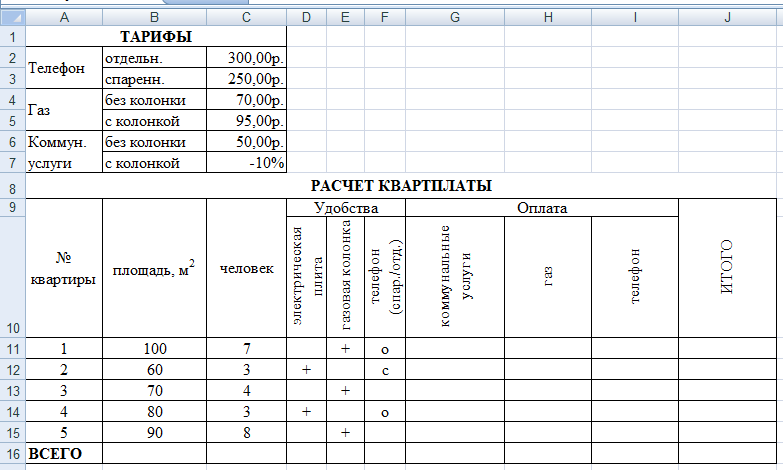 A B C D E F G H I J
1 ТАРИФЫ
2 Телефон отдельн. 300,00р.
3 спаренн. 250,00р.
4 Газ без колонки 70,00р.
5 с колонкой 95,00р.
6 Коммун. без колонки 50,00р.
7 услуги с колонкой -10%
8 РАСЧЕТ КВАРТПЛАТЫ
9 Удобства Оплата
10 № квартиры площадь, м² человек электрическая плита газовая колонка телефон (спар./отд.) коммунальные услуги газ телефон ИТОГО
11 1 100 7 + о
12 2 60 3 + с
13 3 70 4 +
14 4 80 3 + о
15 5 90 8 +
16 ВСЕГО